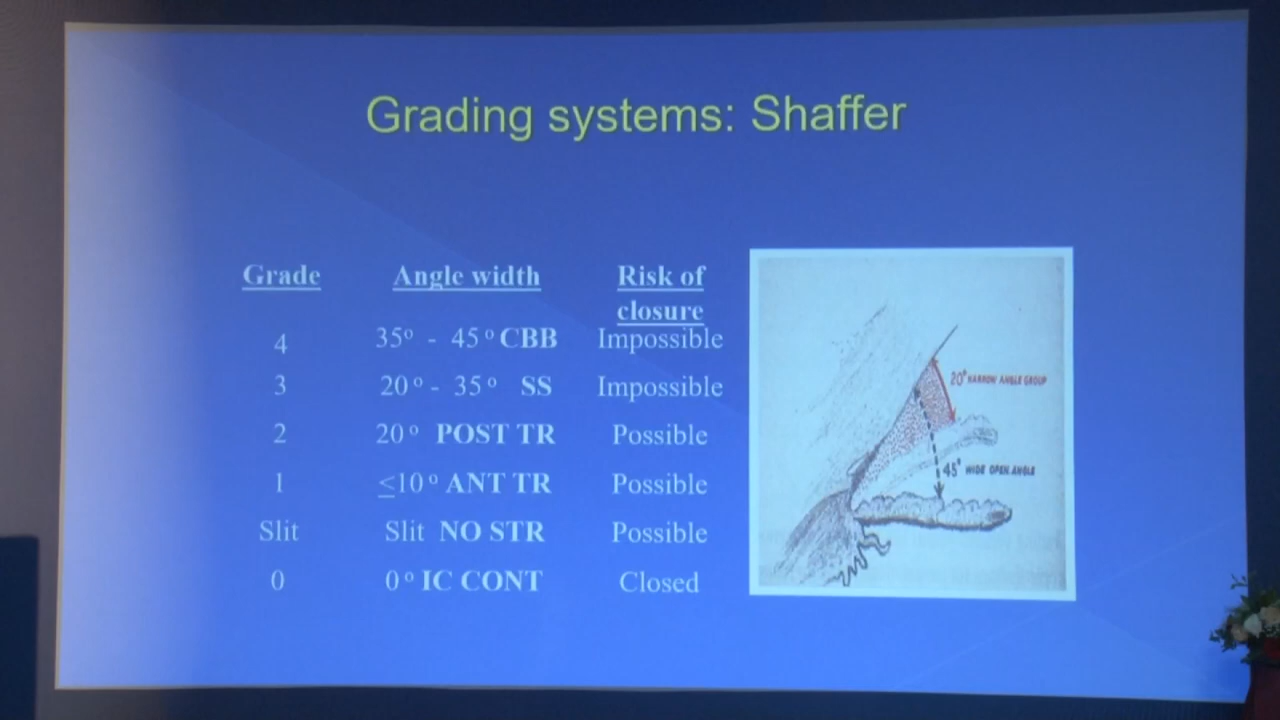 Grading systems: Shaffer
Grade Angle width Risk of closure
4 35° - 45° CBB Impossible
3 20° - 35° SS Impossible
2 20° POST TR Possible
1 ≤10° ANT TR Possible
Slit Slit NO STR Possible
0 0° IC CONT Closed
20° NARROW ANGLE GROUP
45° WIDE OPEN ANGLE